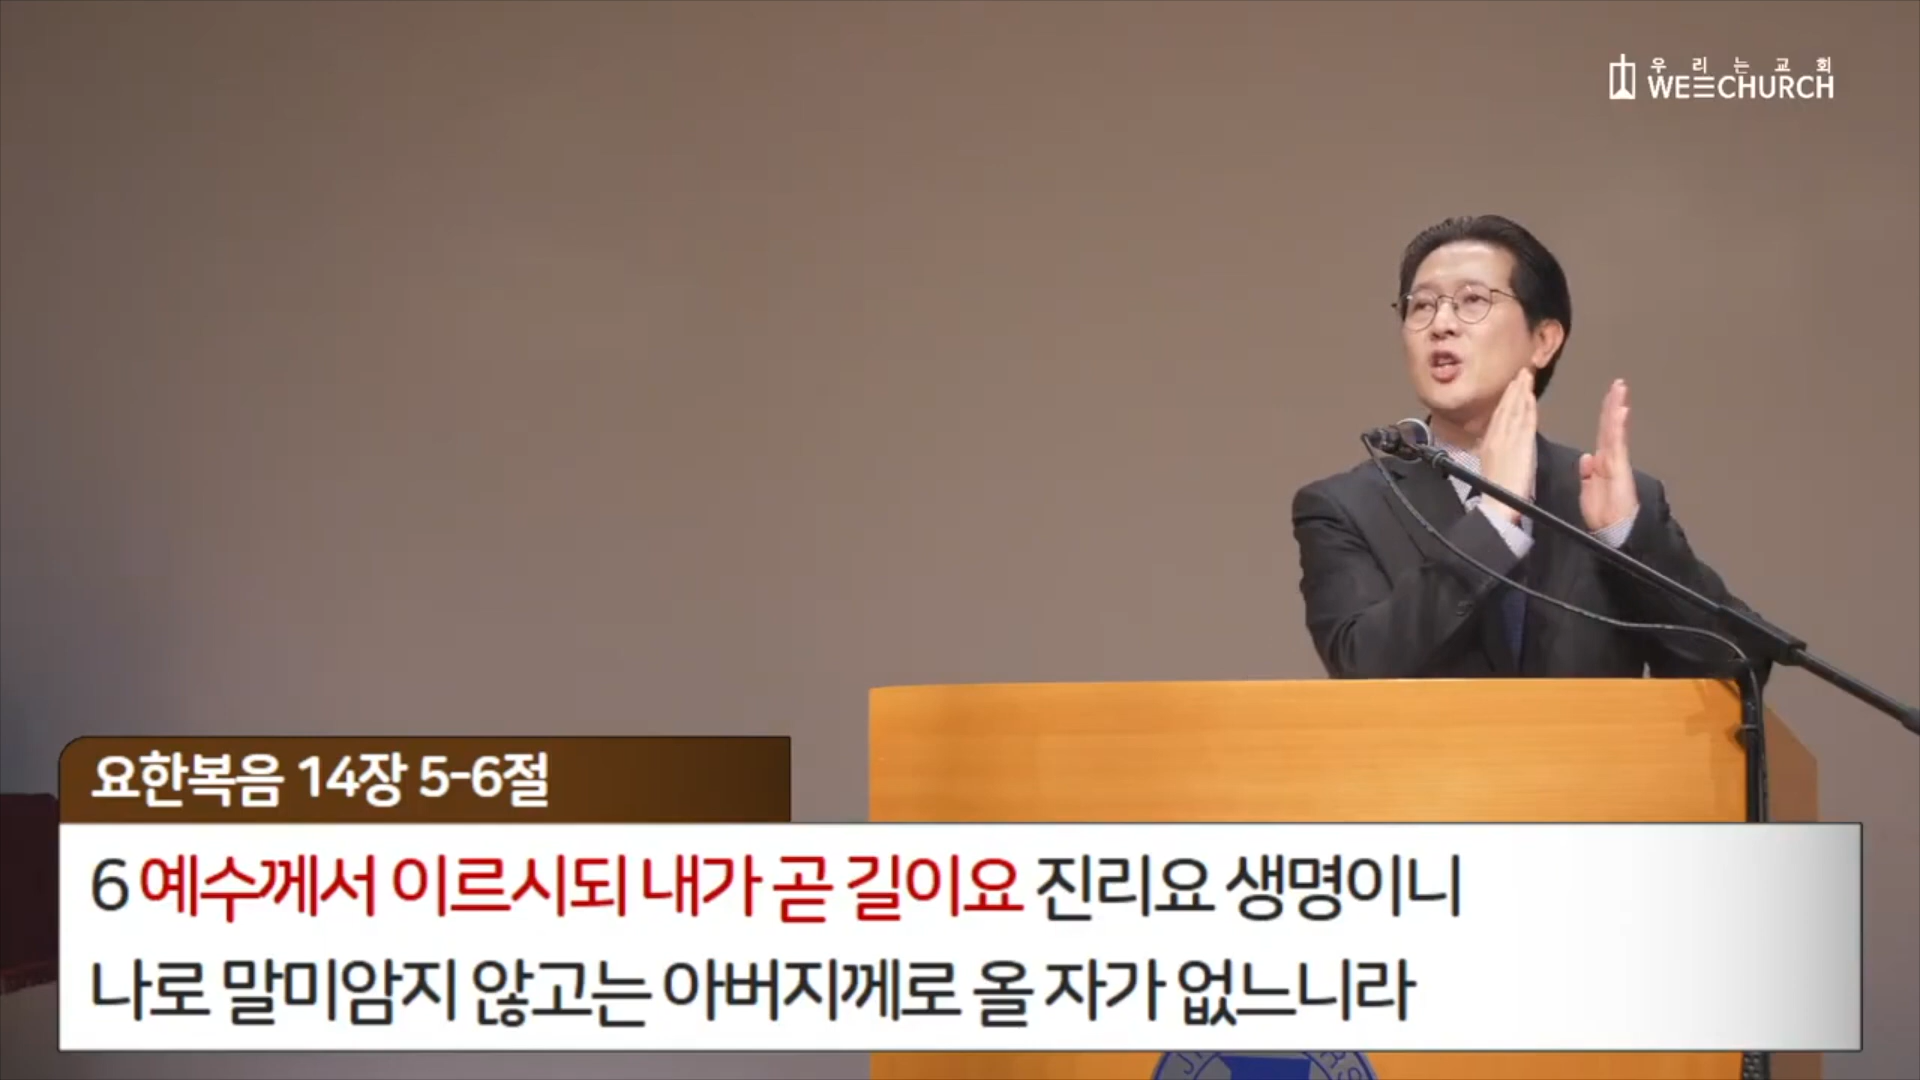 우리는교회
WECHURCH
요한복음 14장 5-6절
6 예수께서 이르시되 내가 곧 길이요 진리요 생명이니
나로 말미암지 않고는 아버지께로 올 자가 없느니라